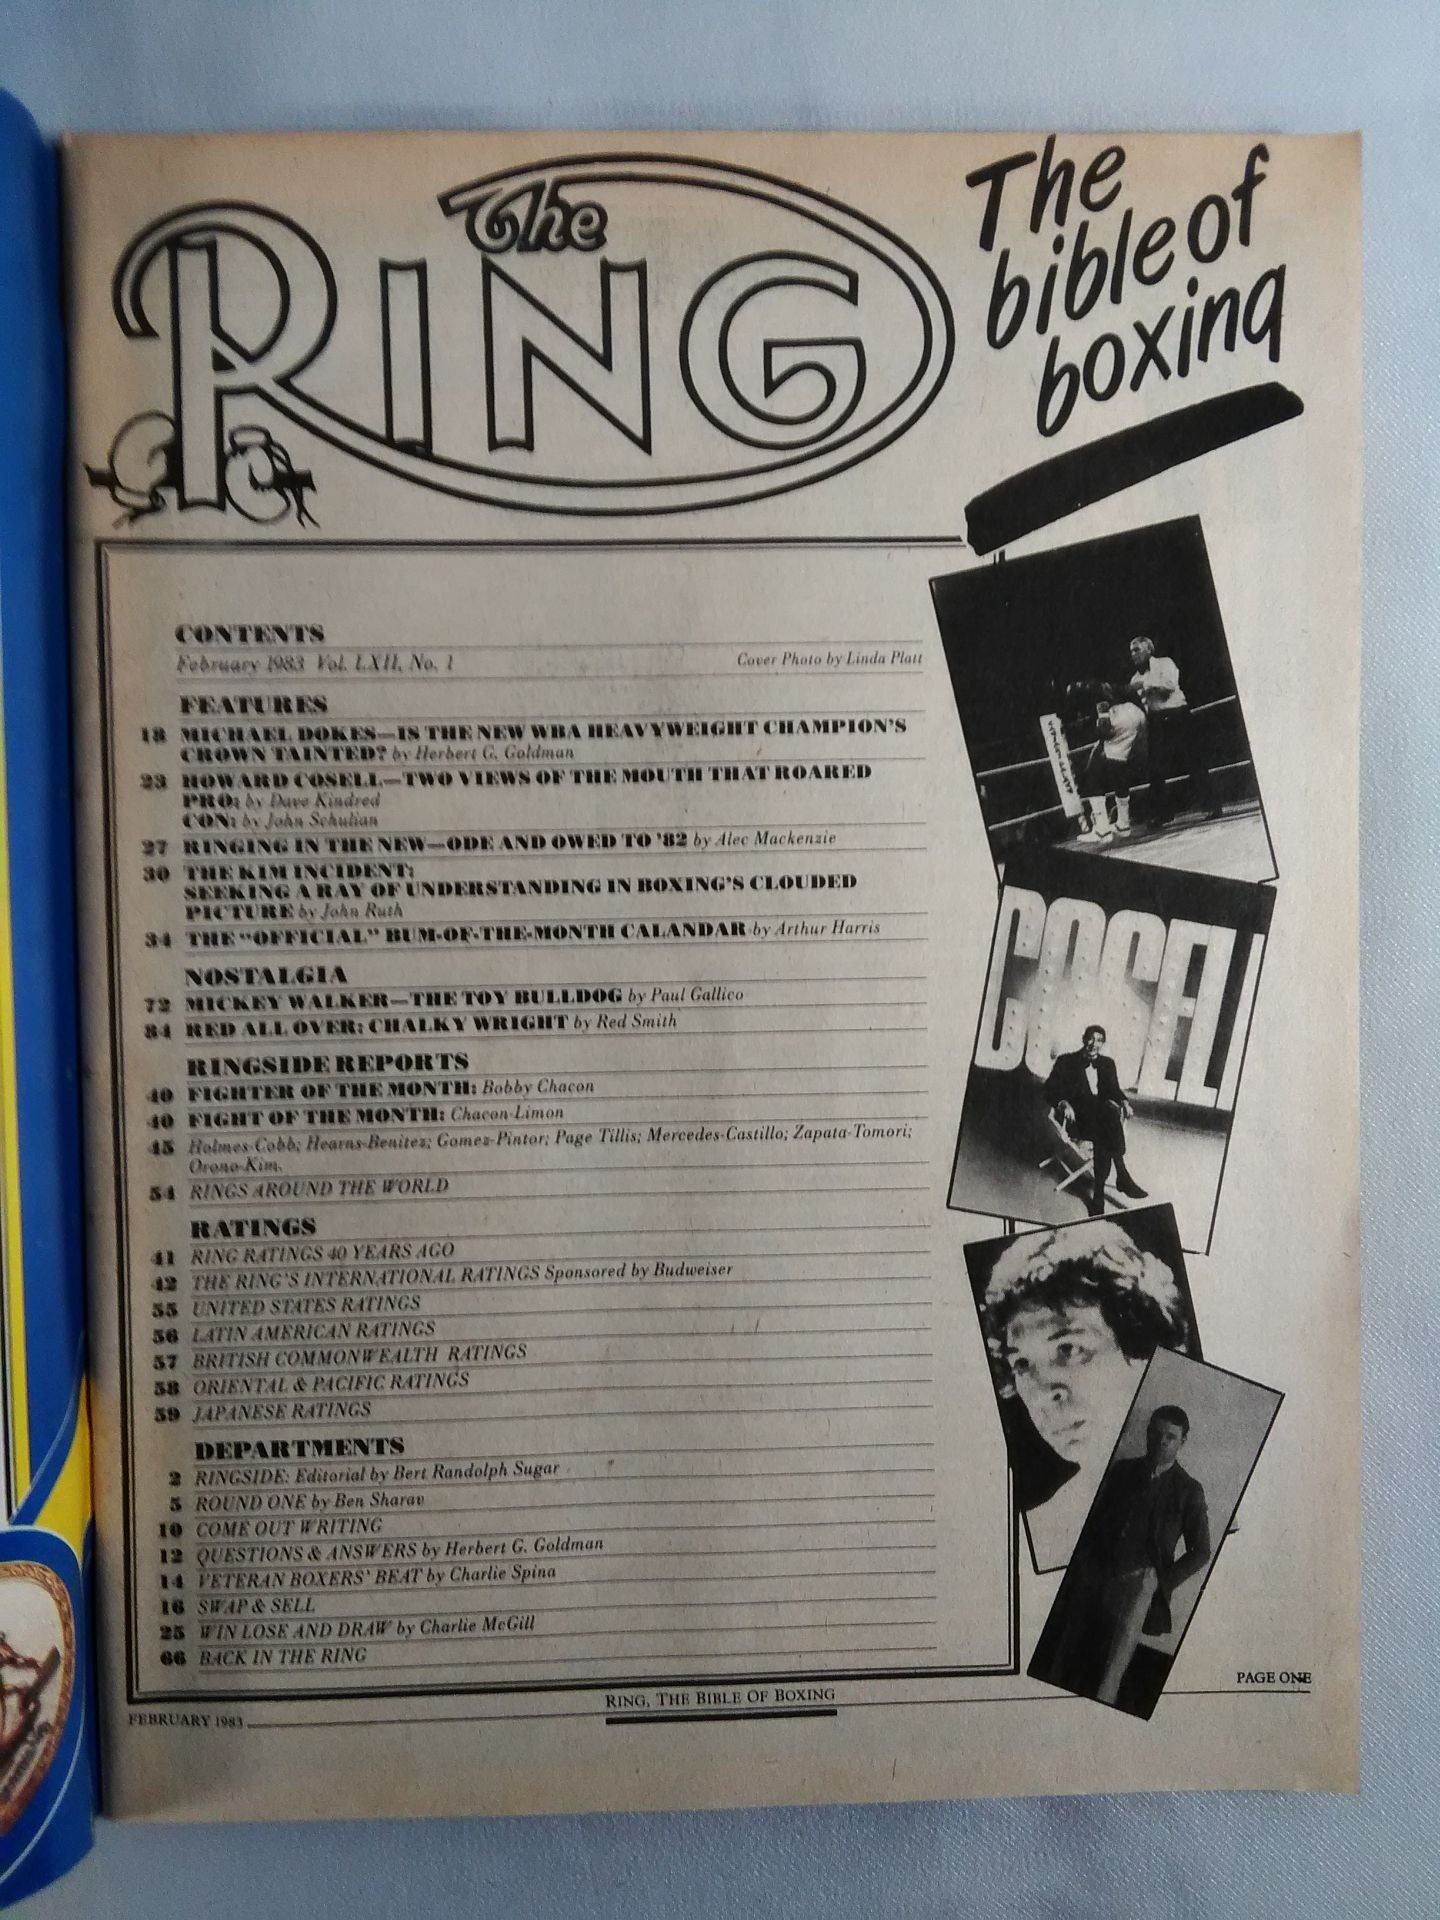 The
RING
The
bible of
boxing
CONTENTS
February 1983 Vol. LXII, No. 1
Cover Photo by Linda Platt
FEATURES
18 MICHAEL DOKES—IS THE NEW WBA HEAVYWEIGHT CHAMPION'S
CROWN TAINTED? by Herbert G. Goldman
23 HOWARD COSELL—TWO VIEWS OF THE MOUTH THAT ROARED
PRO: by Dave Kindred
CON: by John Schulian
27 RINGING IN THE NEW—ODE AND OWED TO '82 by Alec Mackenzie
30 THE KIM INCIDENT:
SEEKING A RAY OF UNDERSTANDING IN BOXING'S CLOUDED
PICTURE by John Ruth
34 THE "OFFICIAL" BUM-OF-THE-MONTH CALANDAR by Arthur Harris
NOSTALGIA
72 MICKEY WALKER—THE TOY BULLDOG by Paul Gallico
84 RED ALL OVER: CHALKY WRIGHT by Red Smith
RINGSIDE REPORTS
40 FIGHTER OF THE MONTH: Bobby Chacon
40 FIGHT OF THE MONTH: Chacon-Limon
45 Holmes-Cobb; Hearns-Benitez; Gomez-Pintor; Page Tillis; Mercedes-Castillo; Zapata-Tomori;
Orono-Kim.
54 RINGS AROUND THE WORLD
RATINGS
41 RING RATINGS 40 YEARS AGO
42 THE RING'S INTERNATIONAL RATINGS Sponsored by Budweiser
55 UNITED STATES RATINGS
56 LATIN AMERICAN RATINGS
57 BRITISH COMMONWEALTH RATINGS
58 ORIENTAL & PACIFIC RATINGS
59 JAPANESE RATINGS
DEPARTMENTS
2 RINGSIDE: Editorial by Bert Randolph Sugar
5 ROUND ONE by Ben Sharav
10 COME OUT WRITING
12 QUESTIONS & ANSWERS by Herbert G. Goldman
14 VETERAN BOXERS' BEAT by Charlie Spina
16 SWAP & SELL
25 WIN LOSE AND DRAW by Charlie McGill
66 BACK IN THE RING
COSELL
FEBRUARY 1983
RING, THE BIBLE OF BOXING
PAGE ONE